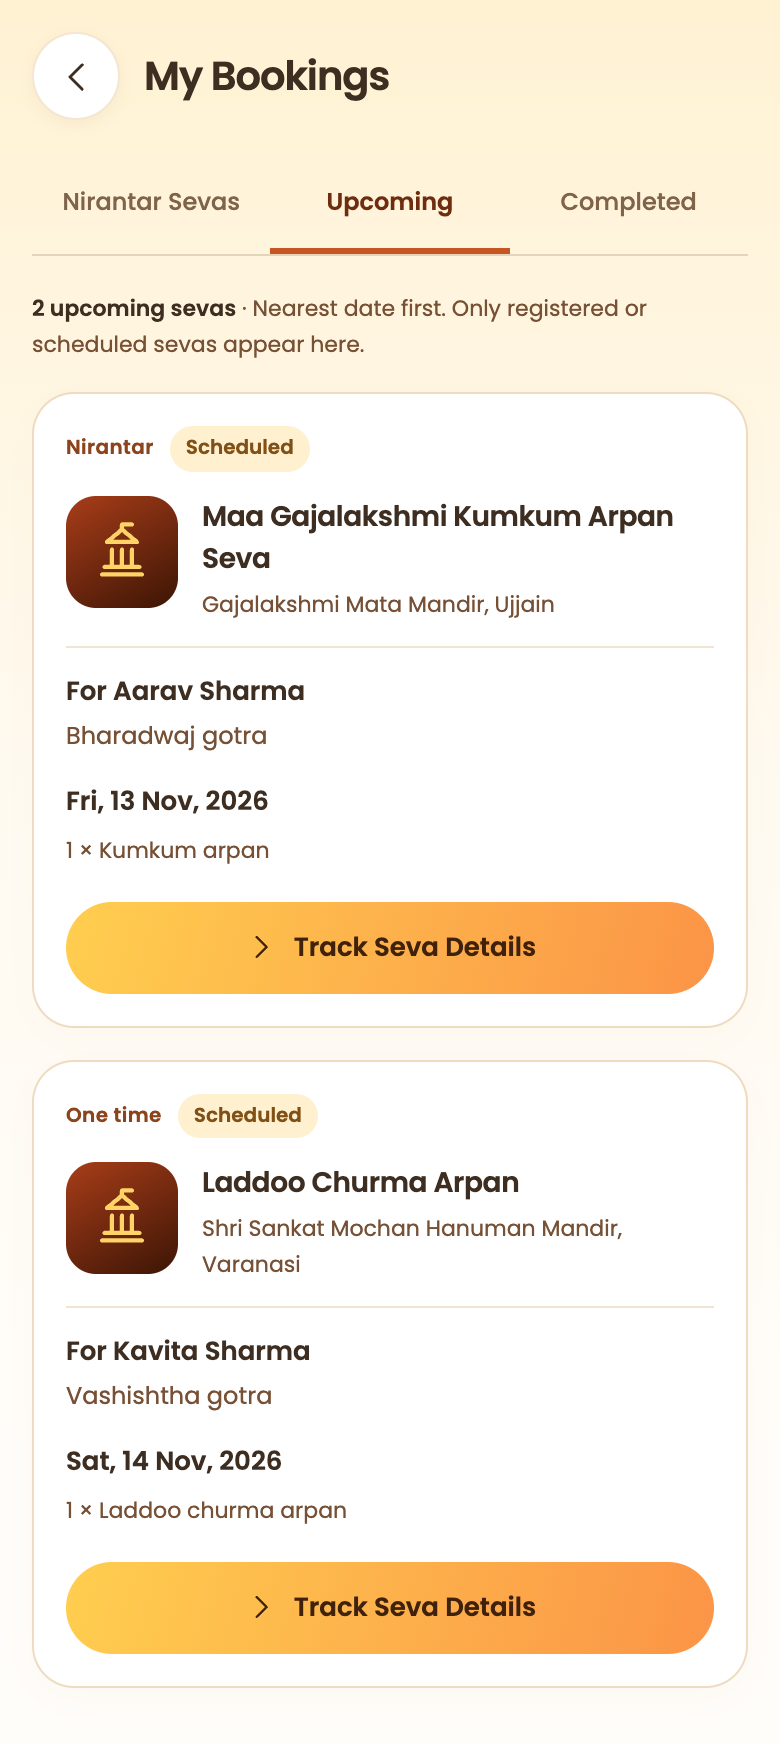 My Bookings
Nirantar Sevas
Upcoming
Completed
2 upcoming sevas · Nearest date first. Only registered or
scheduled sevas appear here.
Nirantar
Scheduled
Maa Gajalakshmi Kumkum Arpan
Seva
Gajalakshmi Mata Mandir, Ujjain
For Aarav Sharma
Bharadwaj gotra
Fri, 13 Nov, 2026
1 × Kumkum arpan
Track Seva Details
One time
Scheduled
Laddoo Churma Arpan
Shri Sankat Mochan Hanuman Mandir,
Varanasi
For Kavita Sharma
Vashishtha gotra
Sat, 14 Nov, 2026
1 × Laddoo churma arpan
Track Seva Details